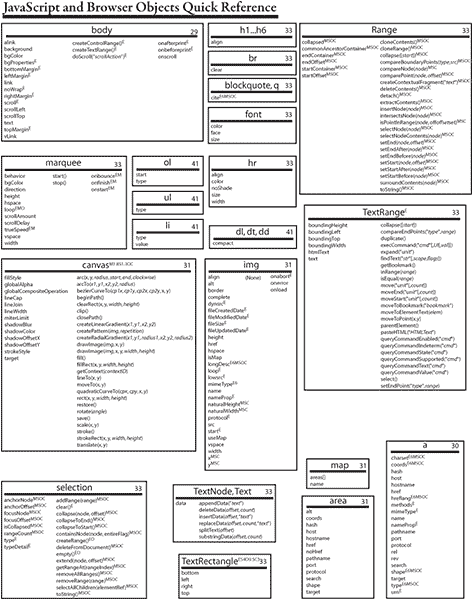 JavaScript and Browser Objects Quick Reference
body 29
alink
background
bgColor
bgProperties
bottomMargin
leftMargin
link
noWrap
rightMargin
scroll
scrollLeft
scrollTop
text
topMargin
vLink
createControlRange()
createTextRange()
doScroll("scrollAction")
onafterprint
onbeforeprint
onscroll
h1...h6 33
align
br 33
clear
blockquote, q 33
cite
font 33
color
face
size
Range 33
collapsed
commonAncestorContainer
endContainer
endOffset
startContainer
startOffset
cloneContents()
cloneRange()
collapse([start])
compareBoundaryPoints(type,src)
compareNode(node)
comparePoint(node, offset)
createContextualFragment("text")
deleteContents()
detach()
extractContents()
insertNode(node)
intersectsNode(node)
isPointInRange(node, offset)
selectNode(node)
selectNodeContents(node)
setEnd(node, offset)
setEndAfter(node)
setEndBefore(node)
setStart(node, offset)
setStartAfter(node)
setStartBefore(node)
surroundContents(node)
toString()
marquee 33
behavior
bgColor
direction
height
hspace
loop
scrollAmount
scrollDelay
trueSpeed
vspace
width
start()
stop()
onbounce
onfinish
onstart
ol 41
start
type
ul 41
type
li 41
type
value
hr 33
align
color
noShade
size
width
dl, dt, dd 41
compact
TextRange 33
boundingHeight
boundingLeft
boundingTop
boundingWidth
htmlText
text
collapse([start])
compareEndPoints("type",range)
duplicate()
execCommand("cmd"[,UI[,val]])
expand("unit")
findText("str"[,scope,flags])
getBookmark()
inRange(range)
isEqual(range)
move("unit"[,count])
moveEnd("unit"[,count])
moveStart("unit"[,count])
moveToBookmark("bookmark")
moveToElementText(elem)
moveToPoint(x, y)
parentElement()
pasteHTML("HTMLText")
queryCommandEnabled("cmd")
queryCommandIndeterm("cmd")
queryCommandState("cmd")
queryCommandSupported("cmd")
queryCommandText("cmd")
queryCommandValue("cmd")
select()
setEndPoint("type",range)
canvas 31
fillStyle
globalAlpha
globalCompositeOperation
lineCap
lineJoin
lineWidth
miterLimit
shadowBlur
shadowColor
shadowOffsetX
shadowOffsetY
strokeStyle
target
arc(x, y, radius, start, end, clockwise)
arcTo(x1, y1, x2, y2, radius)
bezierCurveTo(cp1x, cp1y, cp2x, cp2y, x, y)
beginPath()
clearRect(x, y, width, height)
clip()
closePath()
createLinearGradient(x1, y1, x2, y2)
createPattern(img, repetition)
createRadialGradient(x1, y1, radius1, x2, y2, radius2)
drawImage(img, x, y)
drawImage(img, x, y, width, height)
fill()
fillRect(x, y, width, height)
getContext(contextID)
lineTo(x, y)
moveTo(x, y)
quadraticCurveTo(cpx, cpy, x, y)
rect(x, y, width, height)
restore()
rotate(angle)
save()
scale(x, y)
stroke()
strokeRect(x, y, width, height)
translate(x, y)
img 31
align
alt
border
complete
dynsrc
fileCreatedDate
fileModifiedDate
fileSize
fileUpdatedDate
height
href
hspace
isMap
longDesc
loop
lowsrc
mimeType
name
nameProp
naturalHeight
naturalWidth
protocol
src
start
useMap
vspace
width
x
y
(None)
onabort
onerror
onload
map 31
areas[]
name
area 31
alt
coords
hash
host
hostname
href
noHref
pathname
port
protocol
search
shape
target
a 30
charset
coords
hash
host
hostname
href
hreflang
methods
mimeType
name
nameProp
pathname
port
protocol
rel
rev
search
shape
target
type
urn
selection 33
anchorNode
anchorOffset
focusNode
focusOffset
isCollapsed
rangeCount
type
typeDetail
addRange(range)
clear()
collapse(node, offset)
collapseToEnd()
collapseToStart()
containsNode(node, entireFlag)
createRange()
deleteFromDocument()
empty()
extend(node, offset)
getRangeAt(rangeIndex)
removeAllRanges()
removeRange(range)
selectAllChildren(elementRef)
toString()
TextNode,Text 33
data
appendData("text")
deleteData(offset,count)
insertData(offset,"text")
replaceData(offset,count,"text")
splitText(offset)
substringData(offset,count)
TextRectangle 33
bottom
left
right
top